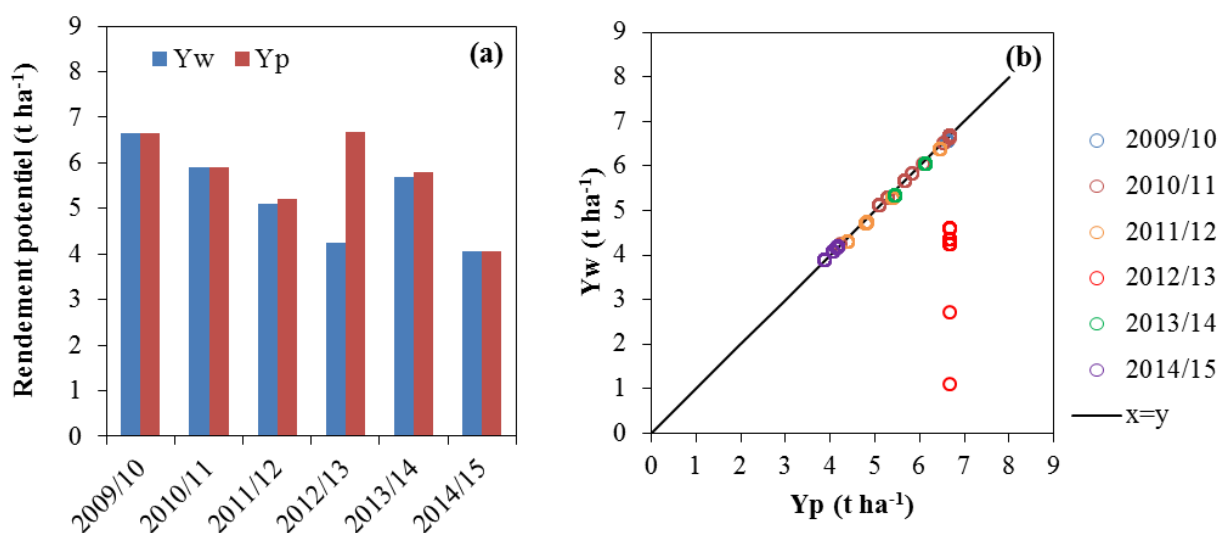 (a)
Yw Yp
Rendement potentiel (t ha⁻¹)
9
8
7
6
5
4
3
2
1
0
2009/10 2010/11 2011/12 2012/13 2013/14 2014/15
(b)
Yw (t ha⁻¹)
9
8
7
6
5
4
3
2
1
0
0 1 2 3 4 5 6 7 8 9
Yp (t ha⁻¹)
2009/10
2010/11
2011/12
2012/13
2013/14
2014/15
x=y